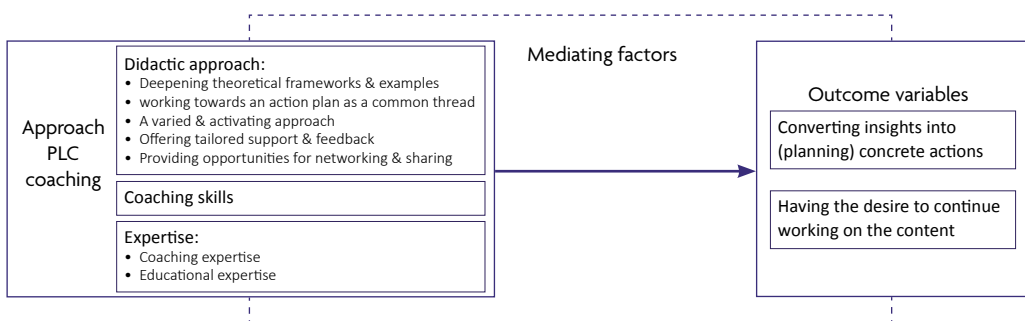 Approach
PLC
coaching
Didactic approach:
• Deepening theoretical frameworks & examples
• working towards an action plan as a common thread
• A varied & activating approach
• Offering tailored support & feedback
• Providing opportunities for networking & sharing
Coaching skills
Expertise:
• Coaching expertise
• Educational expertise
Mediating factors
Outcome variables
Converting insights into
(planning) concrete actions
Having the desire to continue
working on the content